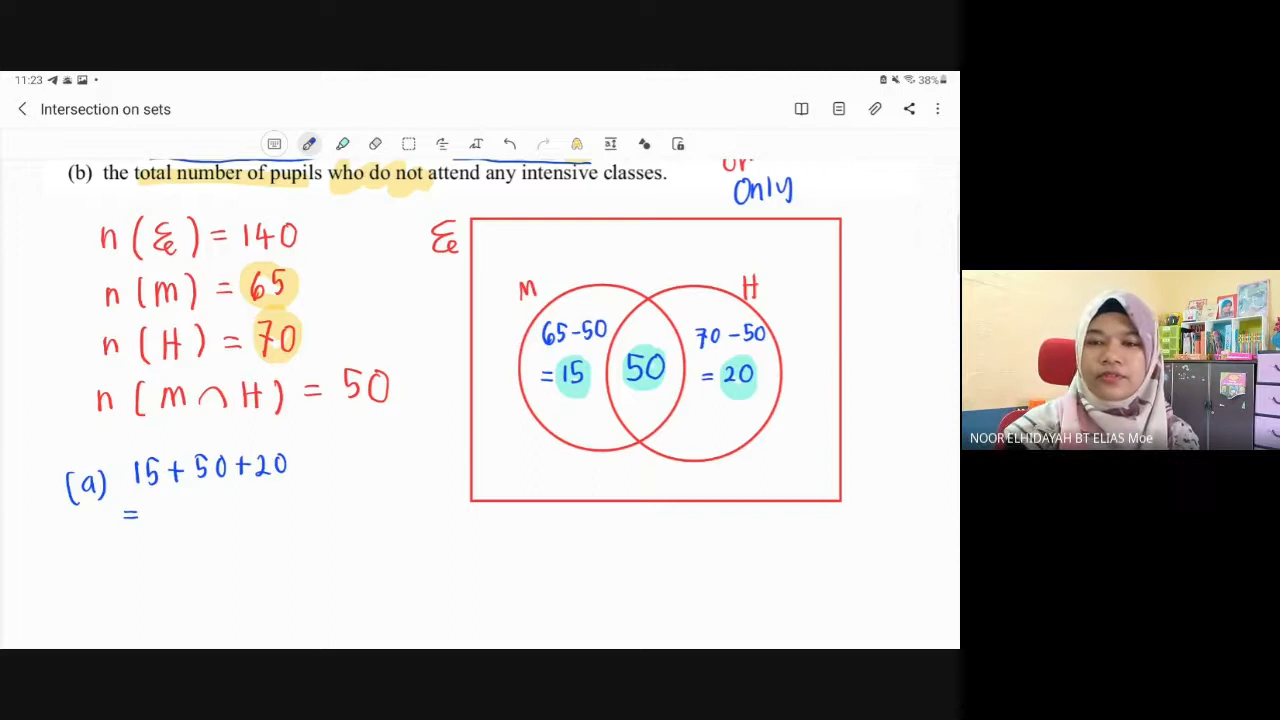 11:23
38%
Intersection on sets
(b) the total number of pupils who do not attend any intensive classes.
or
Only
n (ξ) = 140
n (m) = 65
n (H) = 70
n (m ∩ H) = 50
ξ
M
H
65-50
= 15
50
70-50
= 20
(a) 15+50+20
=
NOOR ELHIDAYAH BT ELIAS Moe